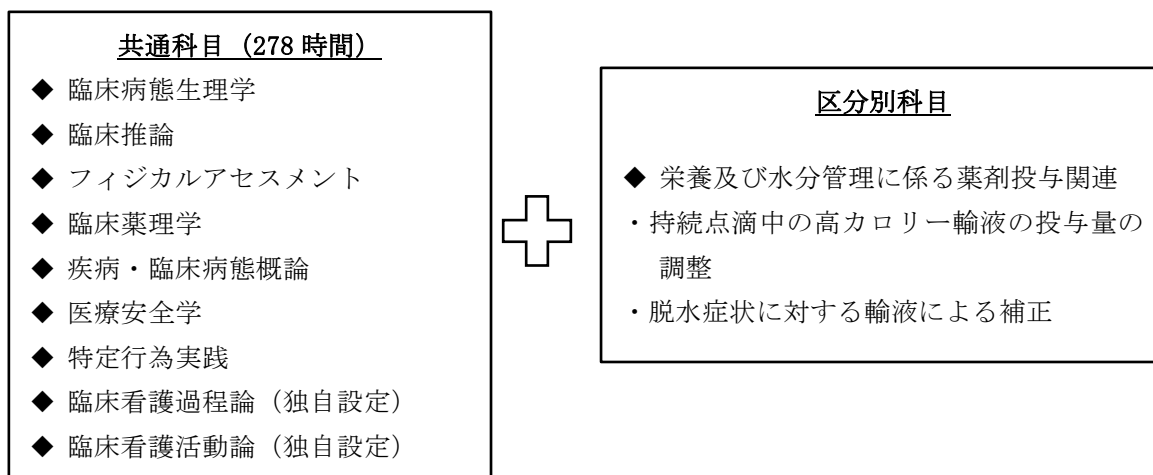 共通科目（278 時間）
◆ 臨床病態生理学
◆ 臨床推論
◆ フィジカルアセスメント
◆ 臨床薬理学
◆ 疾病・臨床病態概論
◆ 医療安全学
◆ 特定行為実践
◆ 臨床看護過程論（独自設定）
◆ 臨床看護活動論（独自設定）
区分別科目
◆ 栄養及び水分管理に係る薬剤投与関連
・持続点滴中の高カロリー輸液の投与量の
調整
・脱水症状に対する輸液による補正